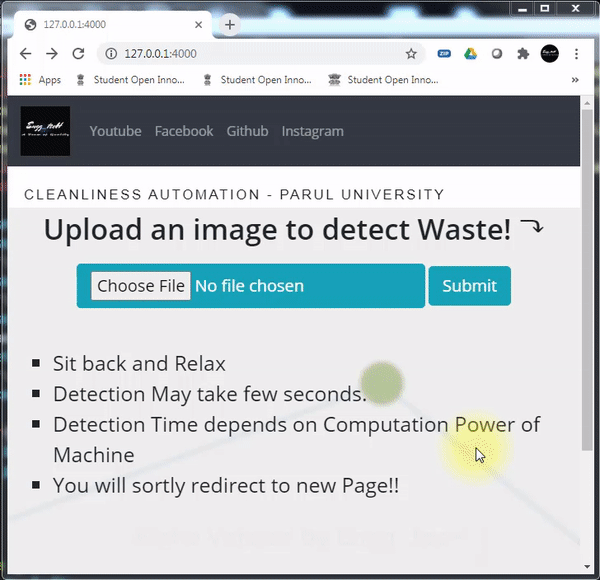 127.0.0.1:4000
127.0.0.1:4000
ZIP
Apps Student Open Inno... Student Open Inno... Student Open Inno... »
Youtube Facebook Github Instagram
CLEANLINESS AUTOMATION - PARUL UNIVERSITY
Upload an image to detect Waste!
Choose File No file chosen Submit
Sit back and Relax
Detection May take few seconds.
Detection Time depends on Computation Power of
Machine
You will sortly redirect to new Page!!